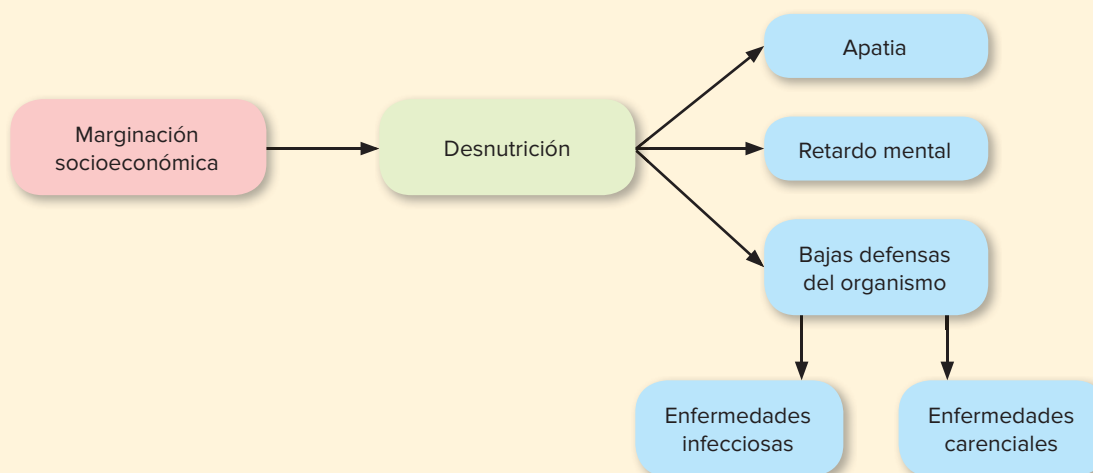 Apatia
Marginación
socioeconómica
Desnutrición
Retardo mental
Bajas defensas
del organismo
Enfermedades
infecciosas
Enfermedades
carenciales